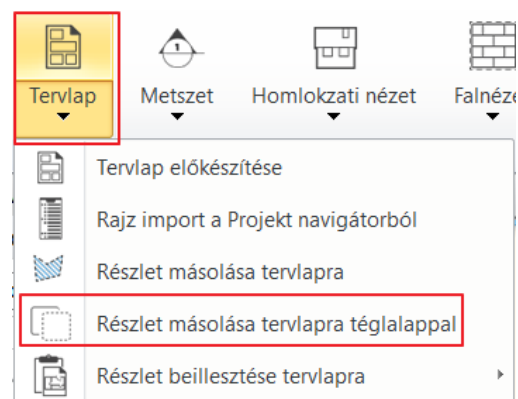 Tervlap Metszet Homlokzati nézet Falnéze
Tervlap előkészítése
Rajz import a Projekt navigátorból
Részlet másolása tervlapra
Részlet másolása tervlapra téglalappal
Részlet beillesztése tervlapra